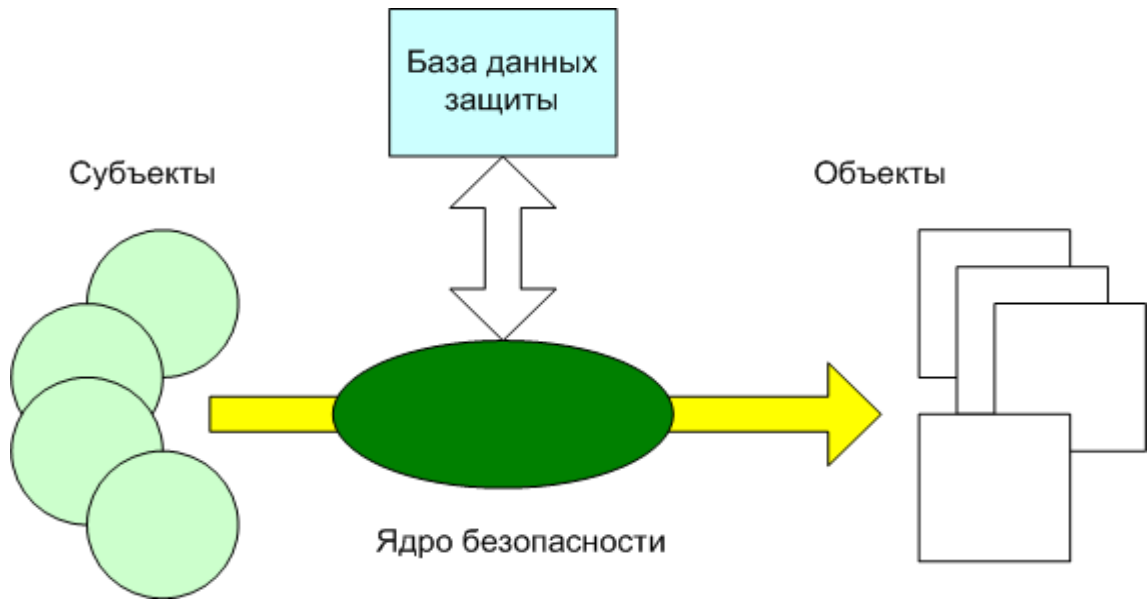 База данных
защиты
Субъекты
Объекты
Ядро безопасности